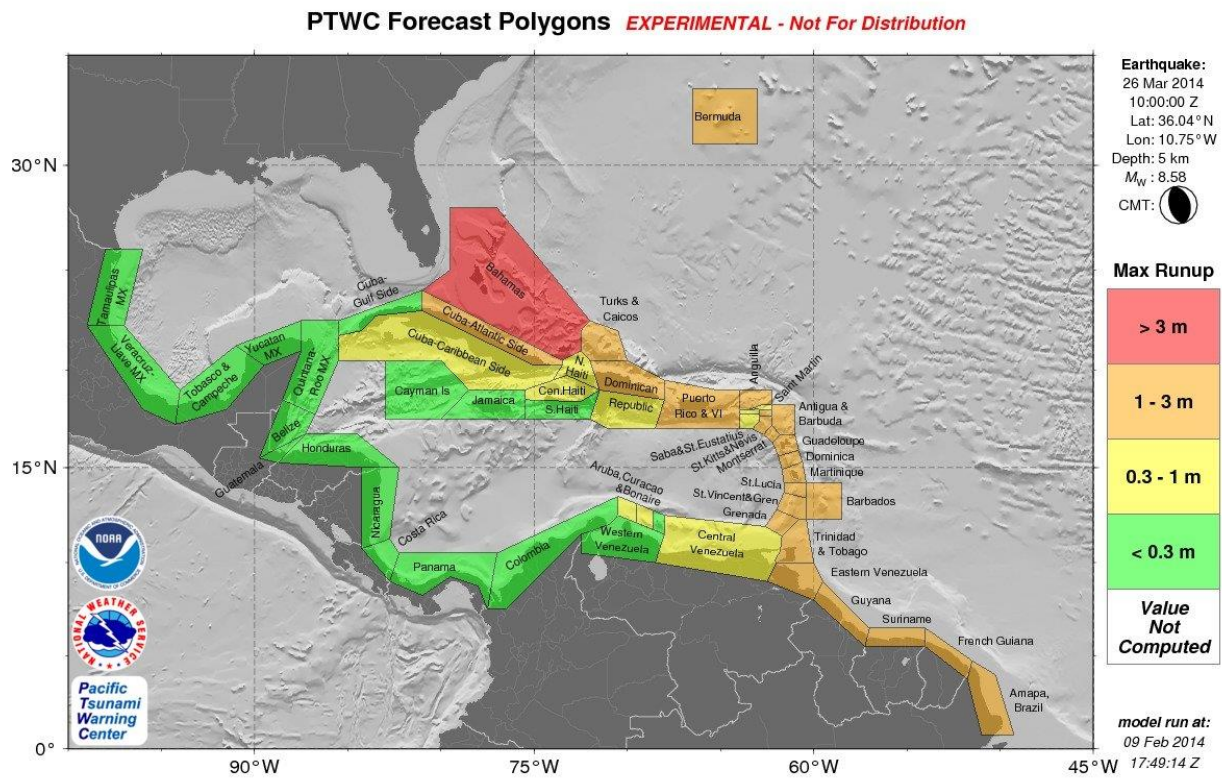 PTWC Forecast Polygons EXPERIMENTAL - Not For Distribution
Earthquake:
26 Mar 2014
10:00:00 Z
Lat: 36.04°N
Lon: 10.75°W
Depth: 5 km
Mw : 8.58
CMT:
Max Runup
> 3 m
1 - 3 m
0.3 - 1 m
< 0.3 m
Value
Not
Computed
model run at:
09 Feb 2014
17:49:14 Z
30°N
15°N
0°
90°W
75°W
60°W
45°W
Bermuda
Bahamas
Tamaulipas
MX
Veracruz-
Llave MX
Tobasco &
Campeche
Yucatan
MX
Quintana-
Roo MX
Cuba-
Gulf Side
Cuba-Atlantic Side
Cuba-Caribbean Side
Turks &
Caicos
N.
Haiti
Con.Haiti
S.Haiti
Dominican
Republic
Puerto
Rico & VI
Anguilla
Saint Martin
Cayman Is
Jamaica
Antigua &
Barbuda
Saba&St.Eustatius
St.Kitts&Nevis
Montserrat
Guadeloupe
Dominica
Martinique
St.Lucia
St.Vincent&Gren
Barbados
Grenada
Trinidad
& Tobago
Belize
Honduras
Guatemala
Nicaragua
Costa Rica
Panama
Colombia
Aruba,Curacao
&Bonaire
Western
Venezuela
Central
Venezuela
Eastern Venezuela
Guyana
Suriname
French Guiana
Amapa,
Brazil
NOAA
NATIONAL WEATHER SERVICE
Pacific
Tsunami
Warning
Center